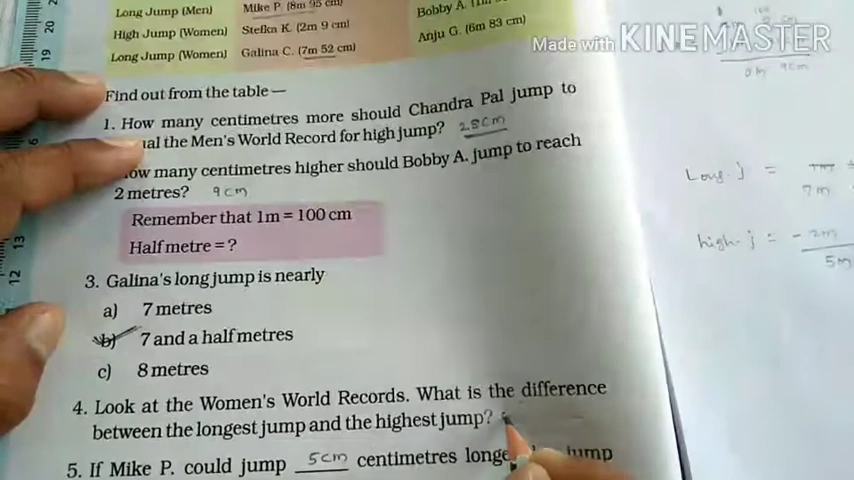 Long Jump (Men) Mike P. (8m 95 cm)
Bobby A.
High Jump (Women) Stefka K. (2m 9 cm)
Anju G. (6m 83 cm)
Long Jump (Women) Galina C. (7m 52 cm)
Made with KINEMASTER
Find out from the table —
1. How many centimetres more should Chandra Pal jump to
the Men's World Record for high jump?
many centimetres higher should Bobby A. jump to reach
2 metres? 9 cm
Remember that 1m = 100 cm
Half metre = ?
3. Galina's long jump is nearly
a) 7 metres
b) 7 and a half metres
c) 8 metres
4. Look at the Women's World Records. What is the difference
between the longest jump and the highest jump?
5. If Mike P. could jump 5cm centimetres jump
9cm
Long. j =
7m
high. j = - 2m
5m